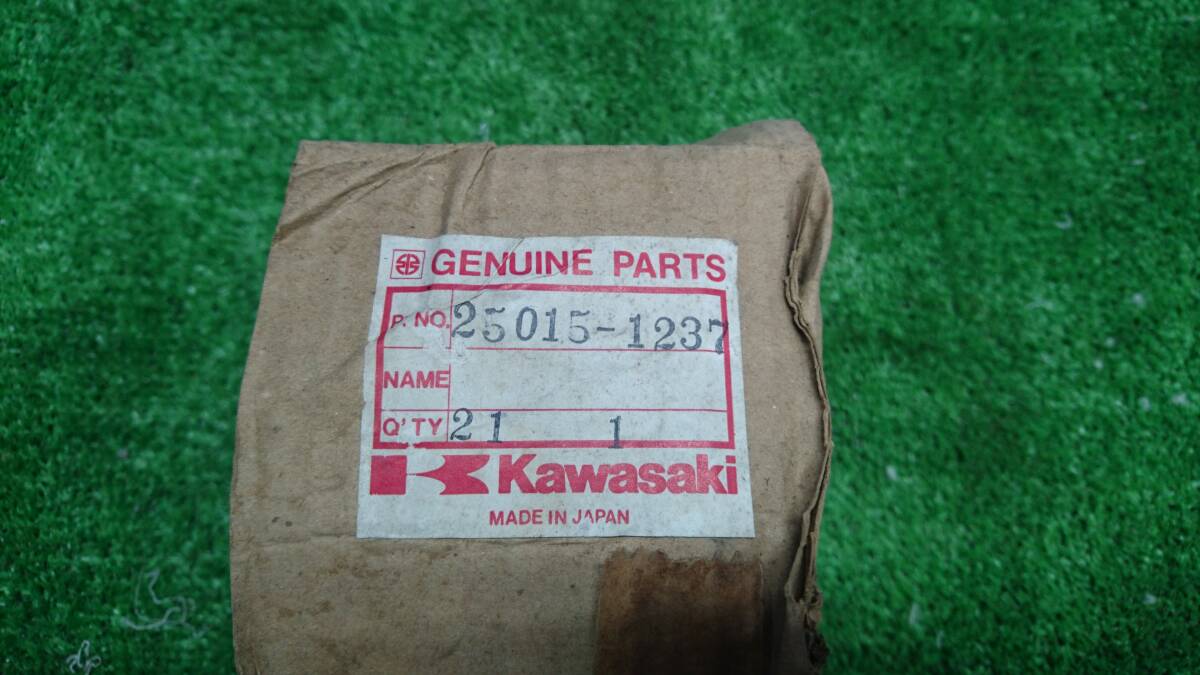 GENUINE PARTS
P. NO. 25015-1237
NAME
Q'TY 21 1
Kawasaki
MADE IN JAPAN